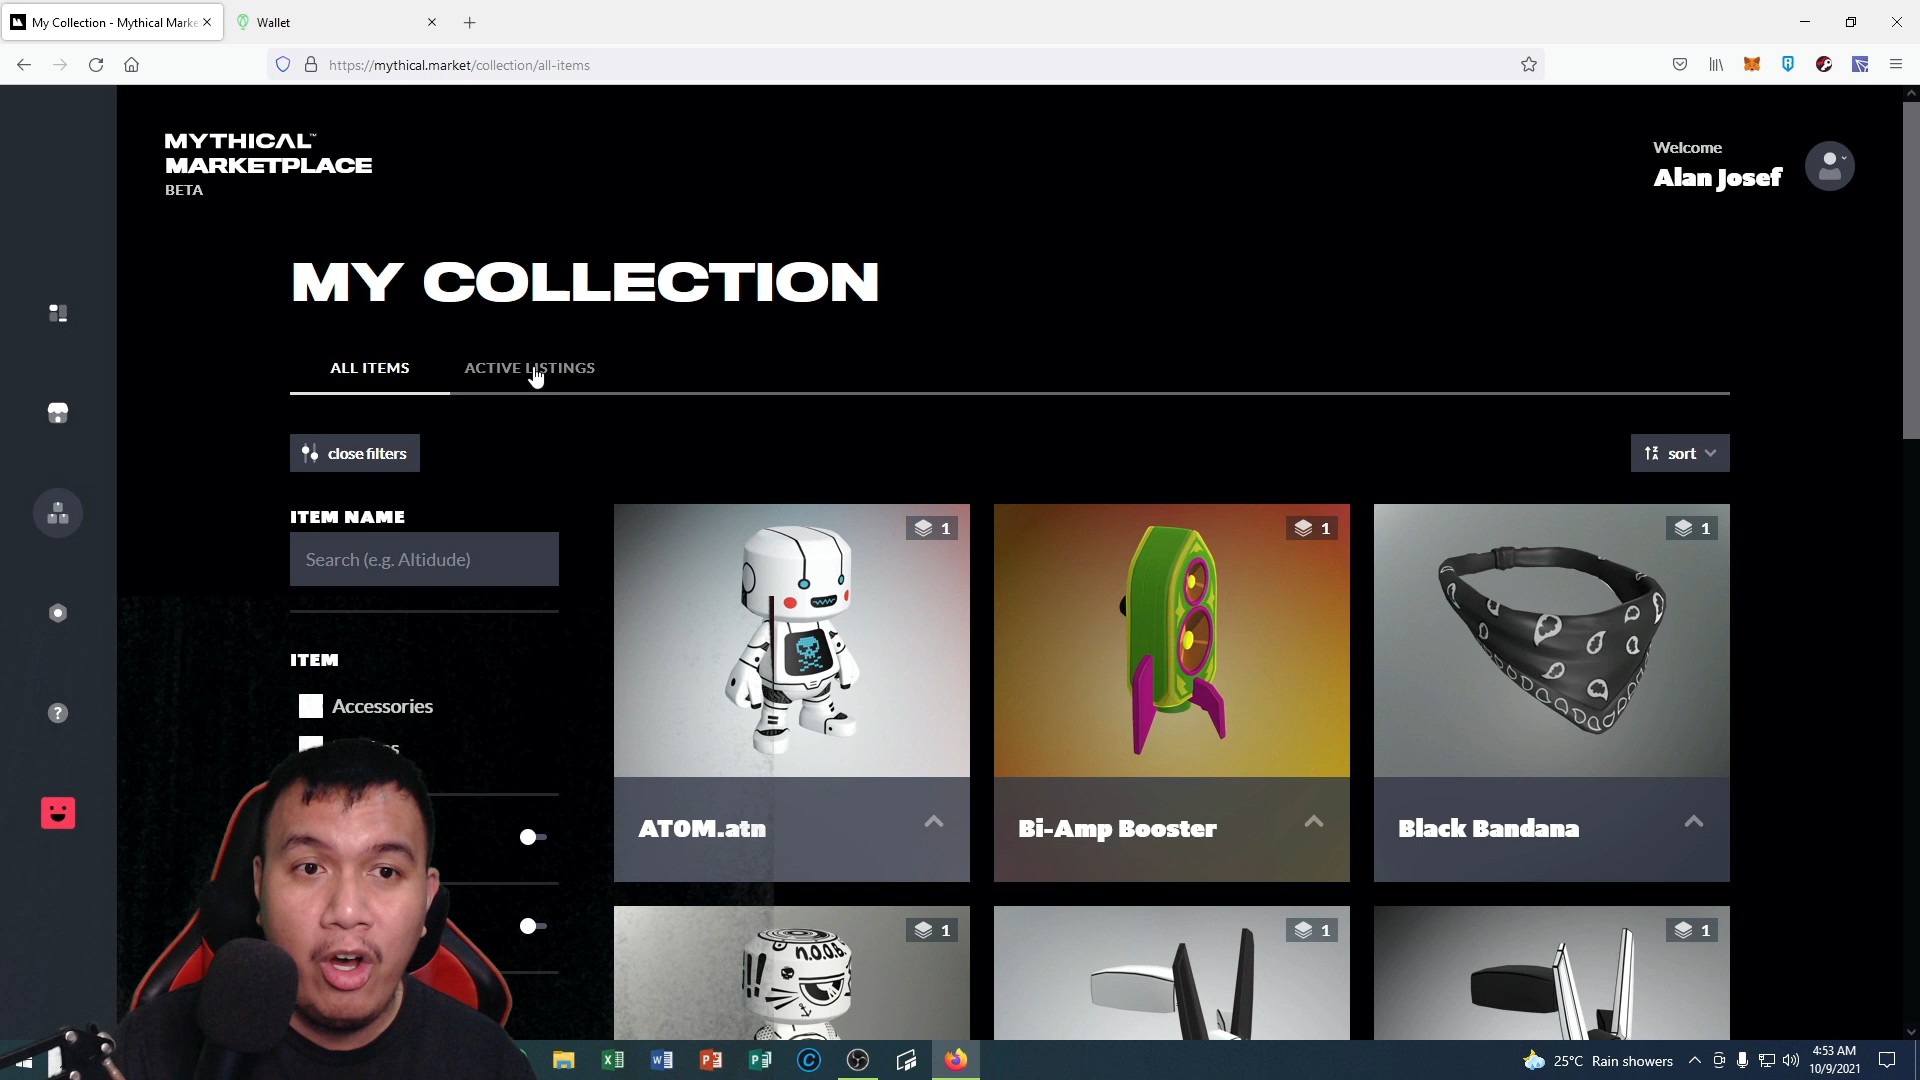 My Collection - Mythical Marke
Wallet
https://mythical.market/collection/all-items
MYTHICAL™
MARKETPLACE
BETA
Welcome
Alan Josef
MY COLLECTION
ALL ITEMS
ACTIVE LISTINGS
close filters
sort
ITEM NAME
Search (e.g. Altidude)
1
1
1
ITEM
Accessories
AT0M.atn
Bi-Amp Booster
Black Bandana
1
1
1
n.o.o.b.
25°C Rain showers
4:53 AM
10/9/2021